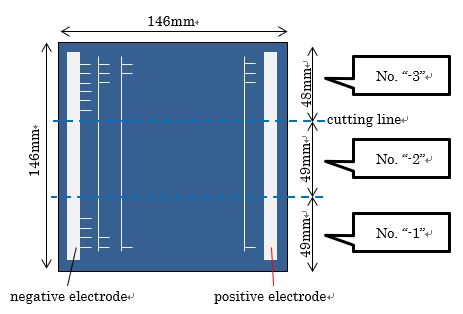 146mm
146mm
48mm
No. “-3”
cutting line
49mm
No. “-2”
49mm
No. “-1”
negative electrode
positive electrode